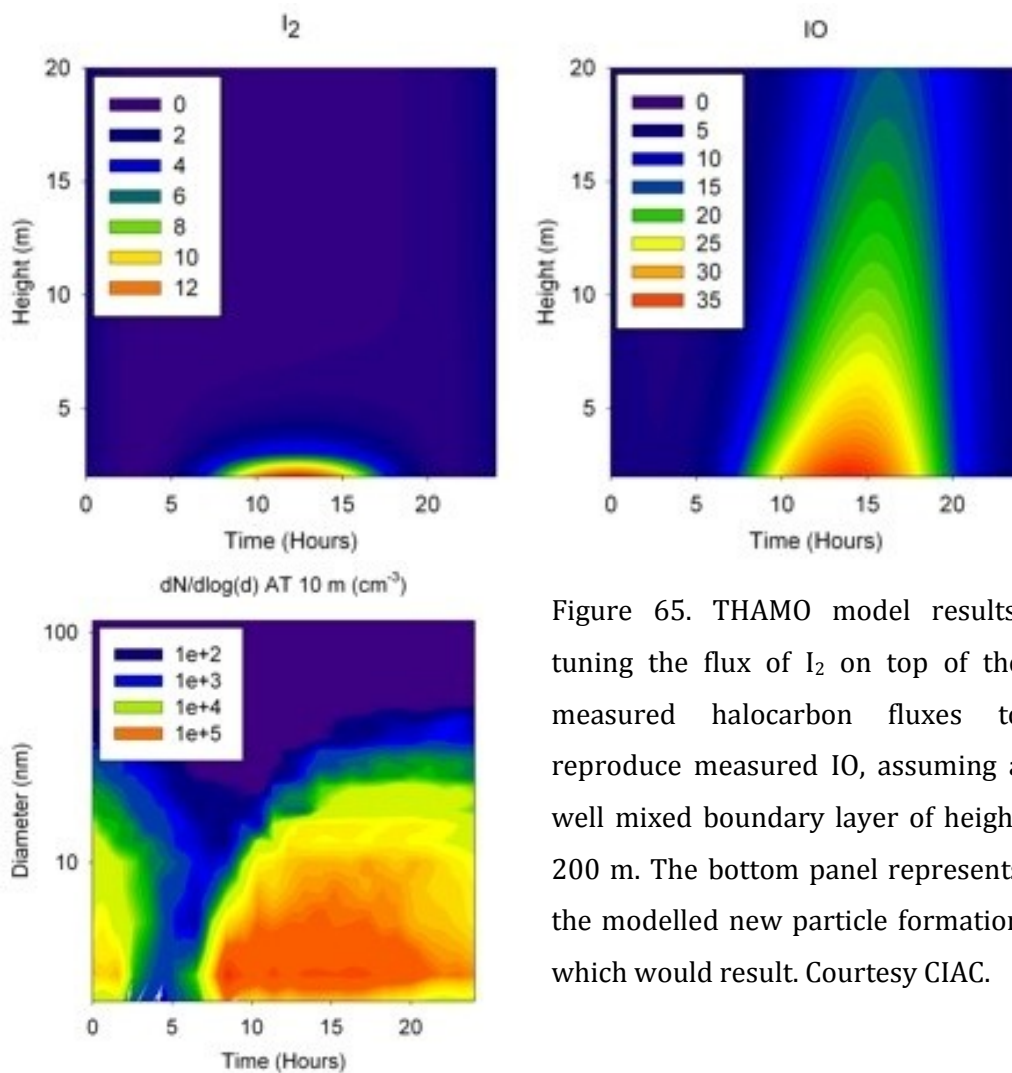 I2
IO
Height (m)
20
15
10
5
0
2
4
6
8
10
12
0 5 10 15 20
Time (Hours)
Height (m)
20
15
10
5
0
5
10
15
20
25
30
35
0 5 10 15 20
Time (Hours)
dN/dlog(d) AT 10 m (cm-3)
Diameter (nm)
100
10
1e+2
1e+3
1e+4
1e+5
0 5 10 15 20
Time (Hours)
Figure 65. THAMO model results
tuning the flux of I2 on top of the
measured halocarbon fluxes to
reproduce measured IO, assuming a
well mixed boundary layer of heigh
200 m. The bottom panel represents
the modelled new particle formation
which would result. Courtesy CIAC.